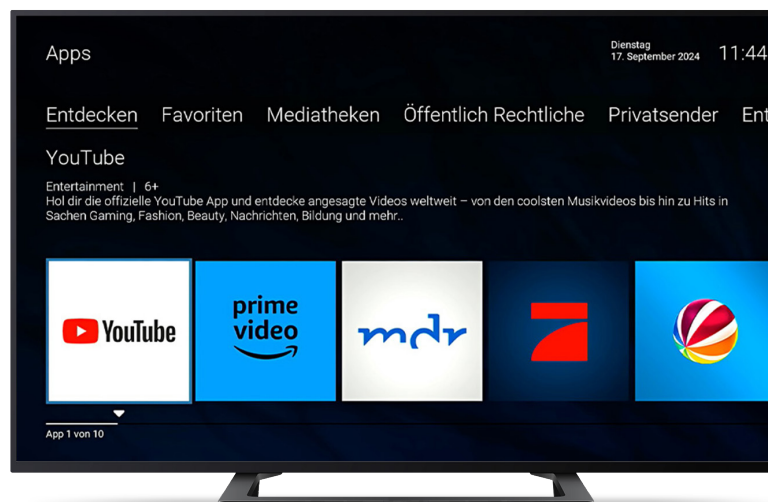 Apps
Dienstag
17. September 2024
11:44
Entdecken Favoriten Mediatheken Öffentlich Rechtliche Privatsender Ent
YouTube
Entertainment | 6+
Hol dir die offizielle YouTube App und entdecke angesagte Videos weltweit – von den coolsten Musikvideos bis hin zu Hits in
Sachen Gaming, Fashion, Beauty, Nachrichten, Bildung und mehr..
YouTube
prime
video
mdr
7
App 1 von 10